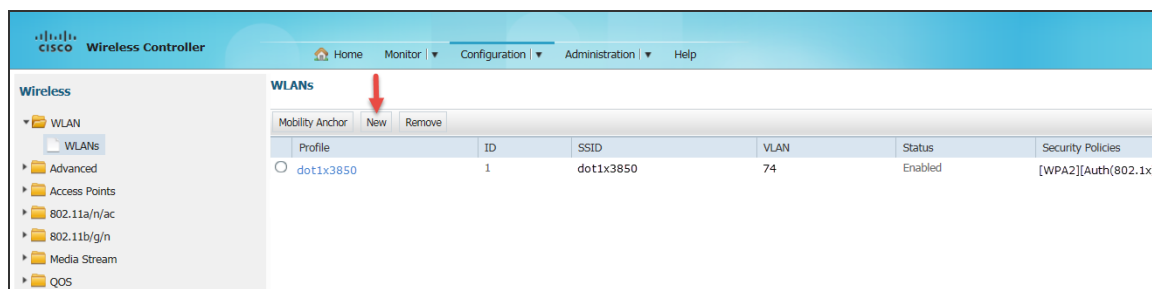 CISCO Wireless Controller
Home Monitor Configuration Administration Help
Wireless
WLAN
WLANs
Advanced
Access Points
802.11a/n/ac
802.11b/g/n
Media Stream
QOS
WLANs
Mobility Anchor New Remove
Profile ID SSID VLAN Status Security Policies
dot1x3850 1 dot1x3850 74 Enabled [WPA2][Auth(802.1x